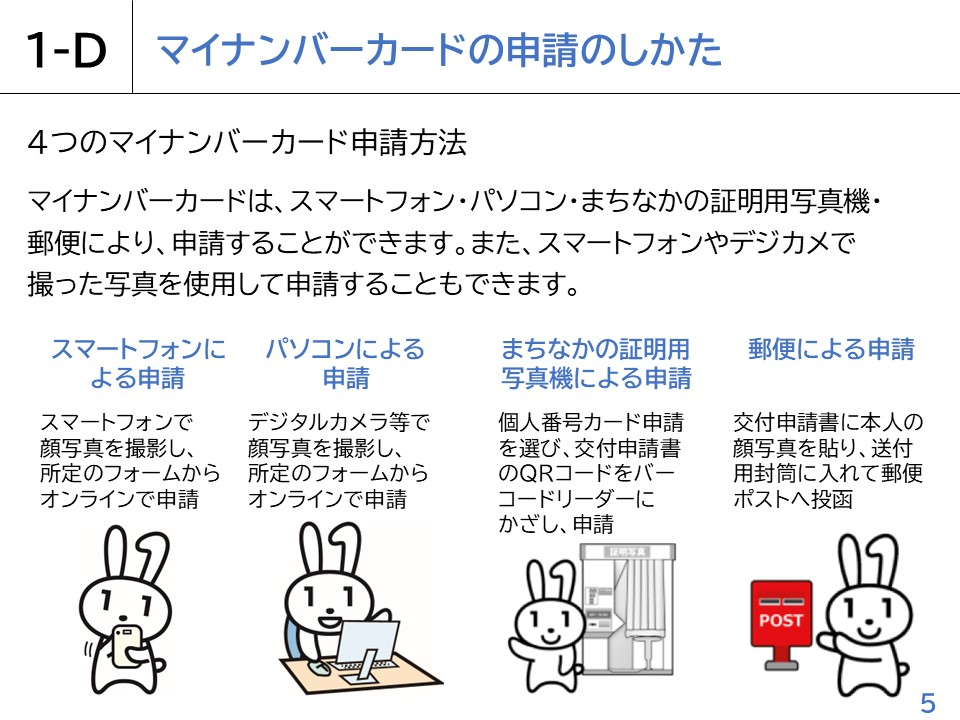 1-D
マイナンバーカードの申請のしかた
4つのマイナンバーカード申請方法
マイナンバーカードは、スマートフォン・パソコン・まちなかの証明用写真機・
郵便により、申請することができます。また、スマートフォンやデジカメで
撮った写真を使用して申請することもできます。
スマートフォンに
よる申請
スマートフォンで
顔写真を撮影し、
所定のフォームから
オンラインで申請
パソコンによる
申請
デジタルカメラ等で
顔写真を撮影し、
所定のフォームから
オンラインで申請
まちなかの証明用
写真機による申請
個人番号カード申請
を選び、交付申請書
のQRコードをバー
コードリーダーに
かざし、申請
証明写真
郵便による申請
交付申請書に本人の
顔写真を貼り、送付
用封筒に入れて郵便
ポストへ投函
POST
5